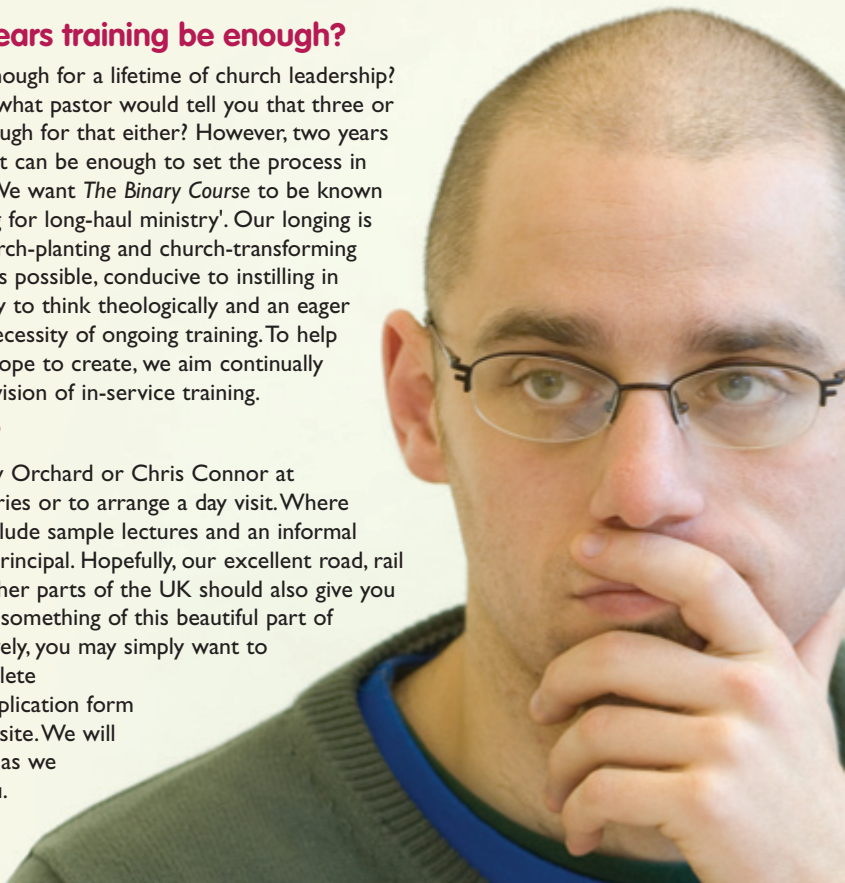 ears training be enough?
nough for a lifetime of church leadership?
what pastor would tell you that three or
ugh for that either? However, two years
t can be enough to set the process in
We want The Binary Course to be known
g for long-haul ministry'. Our longing is
rch-planting and church-transforming
s possible, conducive to instilling in
y to think theologically and an eager
ecessity of ongoing training. To help
ope to create, we aim continually
vision of in-service training.
y Orchard or Chris Connor at
ries or to arrange a day visit. Where
lude sample lectures and an informal
rincipal. Hopefully, our excellent road, rail
her parts of the UK should also give you
something of this beautiful part of
ely, you may simply want to
lete
plication form
site. We will
as we
u.